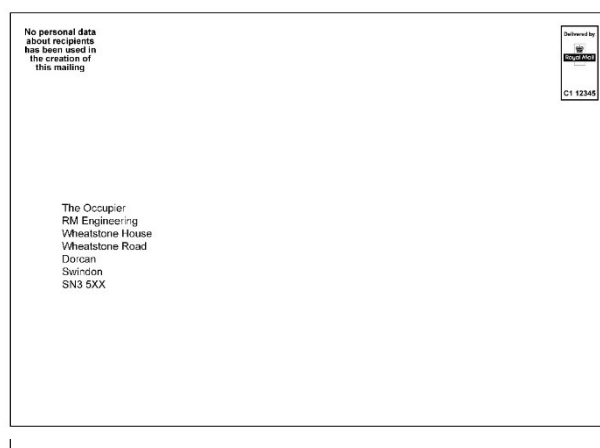 No personal data
about recipients
has been used in
the creation of
this mailing
Delivered by
Royal Mail
C1 12345
The Occupier
RM Engineering
Wheatstone House
Wheatstone Road
Dorcan
Swindon
SN3 5XX